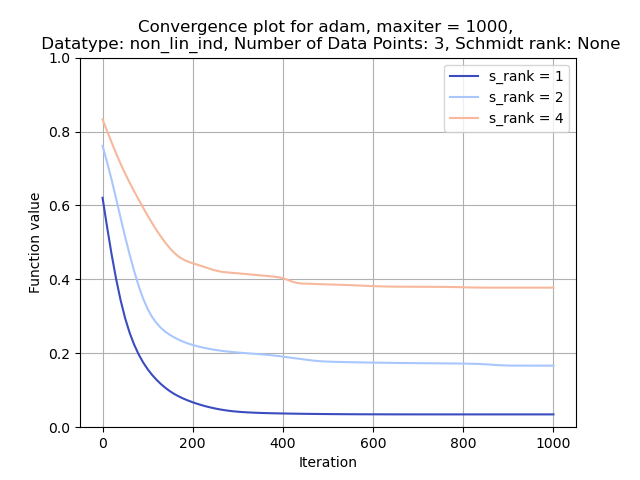 Convergence plot for adam, maxiter = 1000,
Datatype: non_lin_ind, Number of Data Points: 3, Schmidt rank: None
1.0
0.8
0.6
0.4
0.2
0.0
Function value
s_rank = 1
s_rank = 2
s_rank = 4
0 200 400 600 800 1000
Iteration